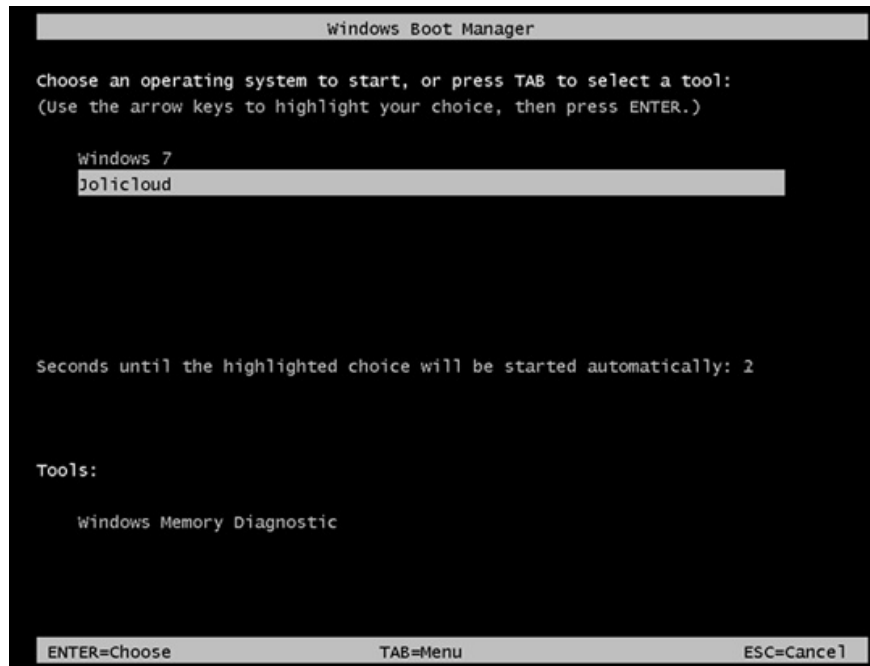 Windows Boot Manager
Choose an operating system to start, or press TAB to select a tool:
(Use the arrow keys to highlight your choice, then press ENTER.)
Windows 7
Jolicloud
Seconds until the highlighted choice will be started automatically: 2
Tools:
Windows Memory Diagnostic
ENTER=Choose TAB=Menu ESC=Cancel